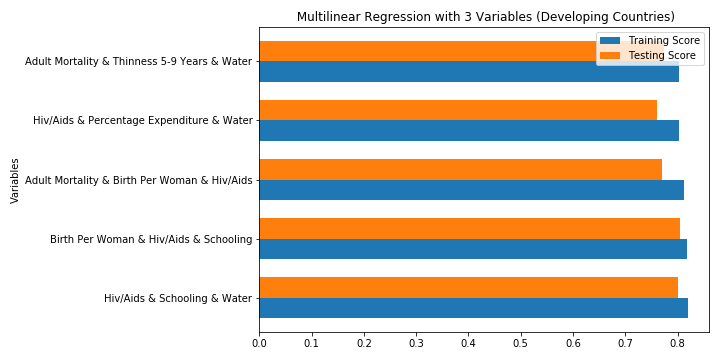 Multilinear Regression with 3 Variables (Developing Countries)
Training Score
Testing Score
Variables
Adult Mortality & Thinness 5-9 Years & Water
Hiv/Aids & Percentage Expenditure & Water
Adult Mortality & Birth Per Woman & Hiv/Aids
Birth Per Woman & Hiv/Aids & Schooling
Hiv/Aids & Schooling & Water
0.0 0.1 0.2 0.3 0.4 0.5 0.6 0.7 0.8